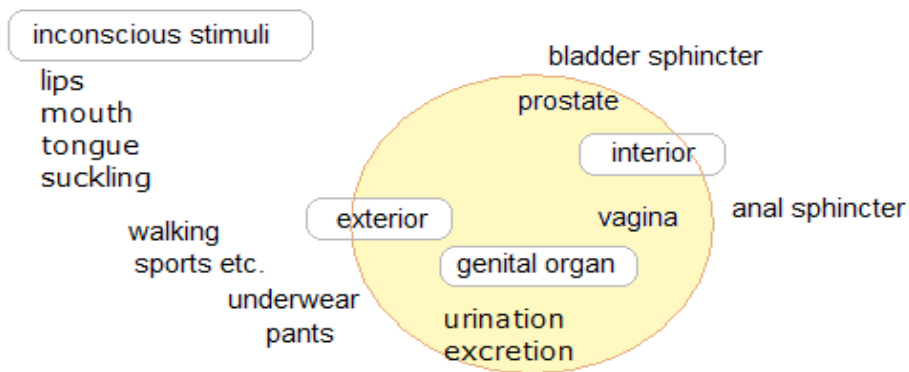 inconscious stimuli
lips
mouth
tongue
suckling
bladder sphincter
prostate
interior
exterior
vagina
anal sphincter
walking
sports etc.
genital organ
underwear
pants
urination
excretion